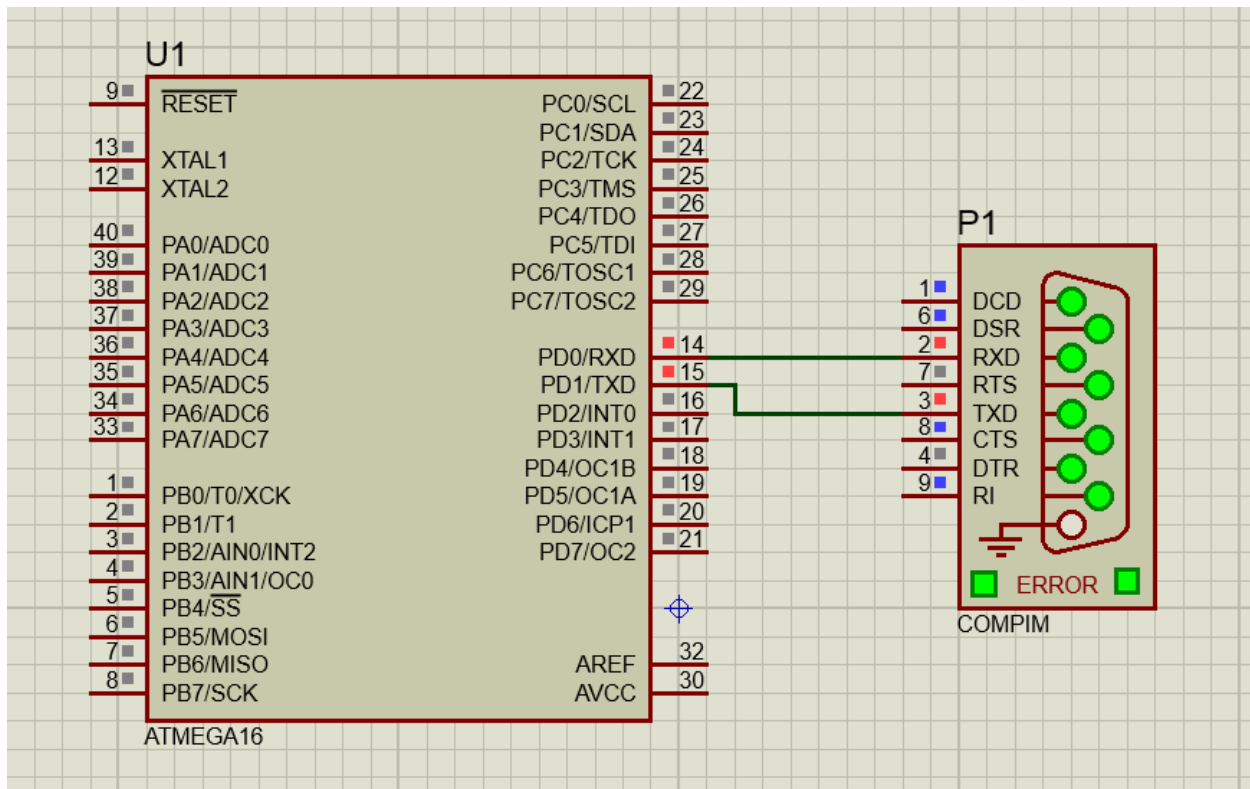 U1
9 RESET
13 XTAL1
12 XTAL2
40 PA0/ADC0
39 PA1/ADC1
38 PA2/ADC2
37 PA3/ADC3
36 PA4/ADC4
35 PA5/ADC5
34 PA6/ADC6
33 PA7/ADC7
1 PB0/T0/XCK
2 PB1/T1
3 PB2/AIN0/INT2
4 PB3/AIN1/OC0
5 PB4/SS
6 PB5/MOSI
7 PB6/MISO
8 PB7/SCK
PC0/SCL 22
PC1/SDA 23
PC2/TCK 24
PC3/TMS 25
PC4/TDO 26
PC5/TDI 27
PC6/TOSC1 28
PC7/TOSC2 29
PD0/RXD 14
PD1/TXD 15
PD2/INT0 16
PD3/INT1 17
PD4/OC1B 18
PD5/OC1A 19
PD6/ICP1 20
PD7/OC2 21
AREF 32
AVCC 30
ATMEGA16
P1
1 DCD
6 DSR
2 RXD
7 RTS
3 TXD
8 CTS
4 DTR
9 RI
ERROR
COMPIM